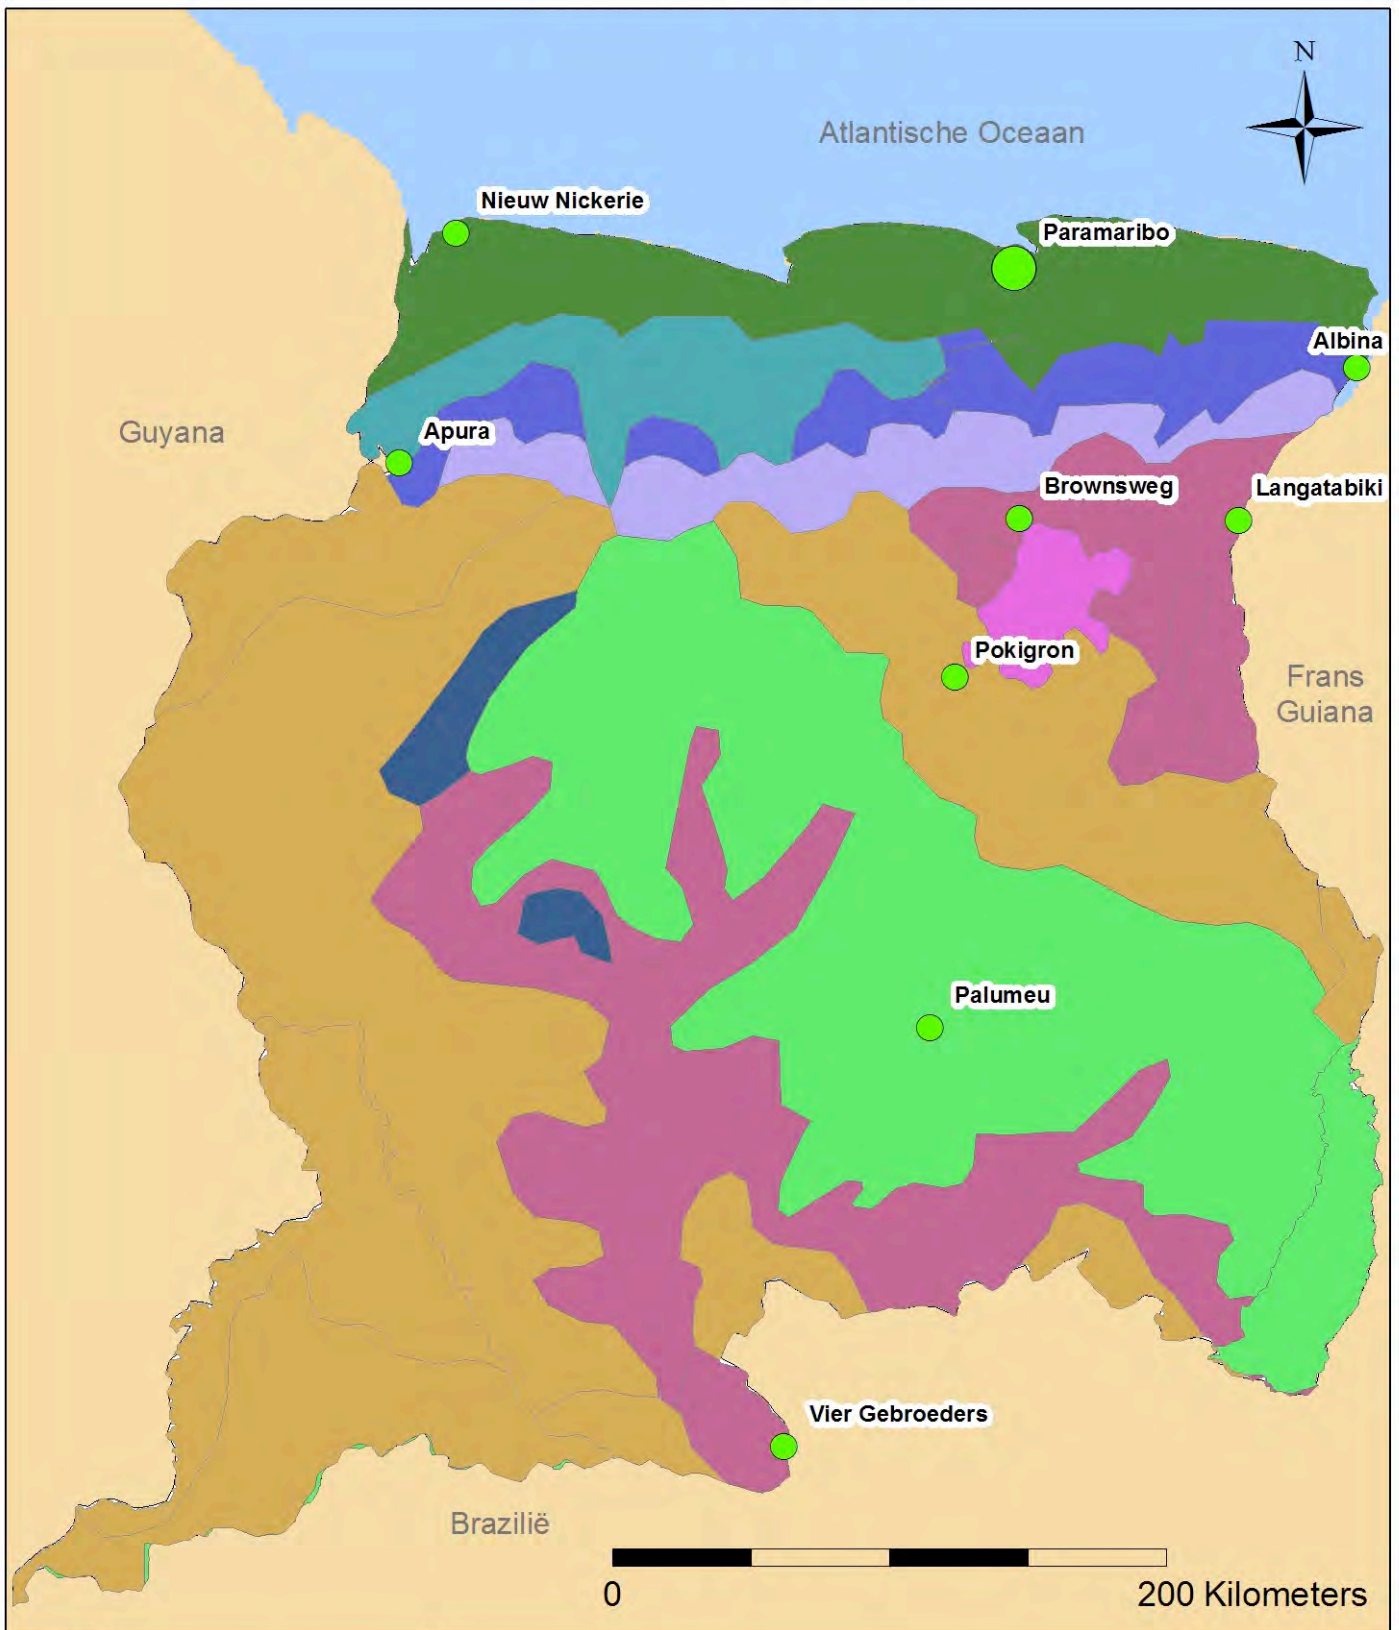 N
Atlantische Oceaan
Nieuw Nickerie
Paramaribo
Albina
Guyana
Apura
Brownsweg
Langatabiki
Pokigron
Frans
Guiana
Palumeu
Vier Gebroeders
Brazilië
0
200 Kilometers